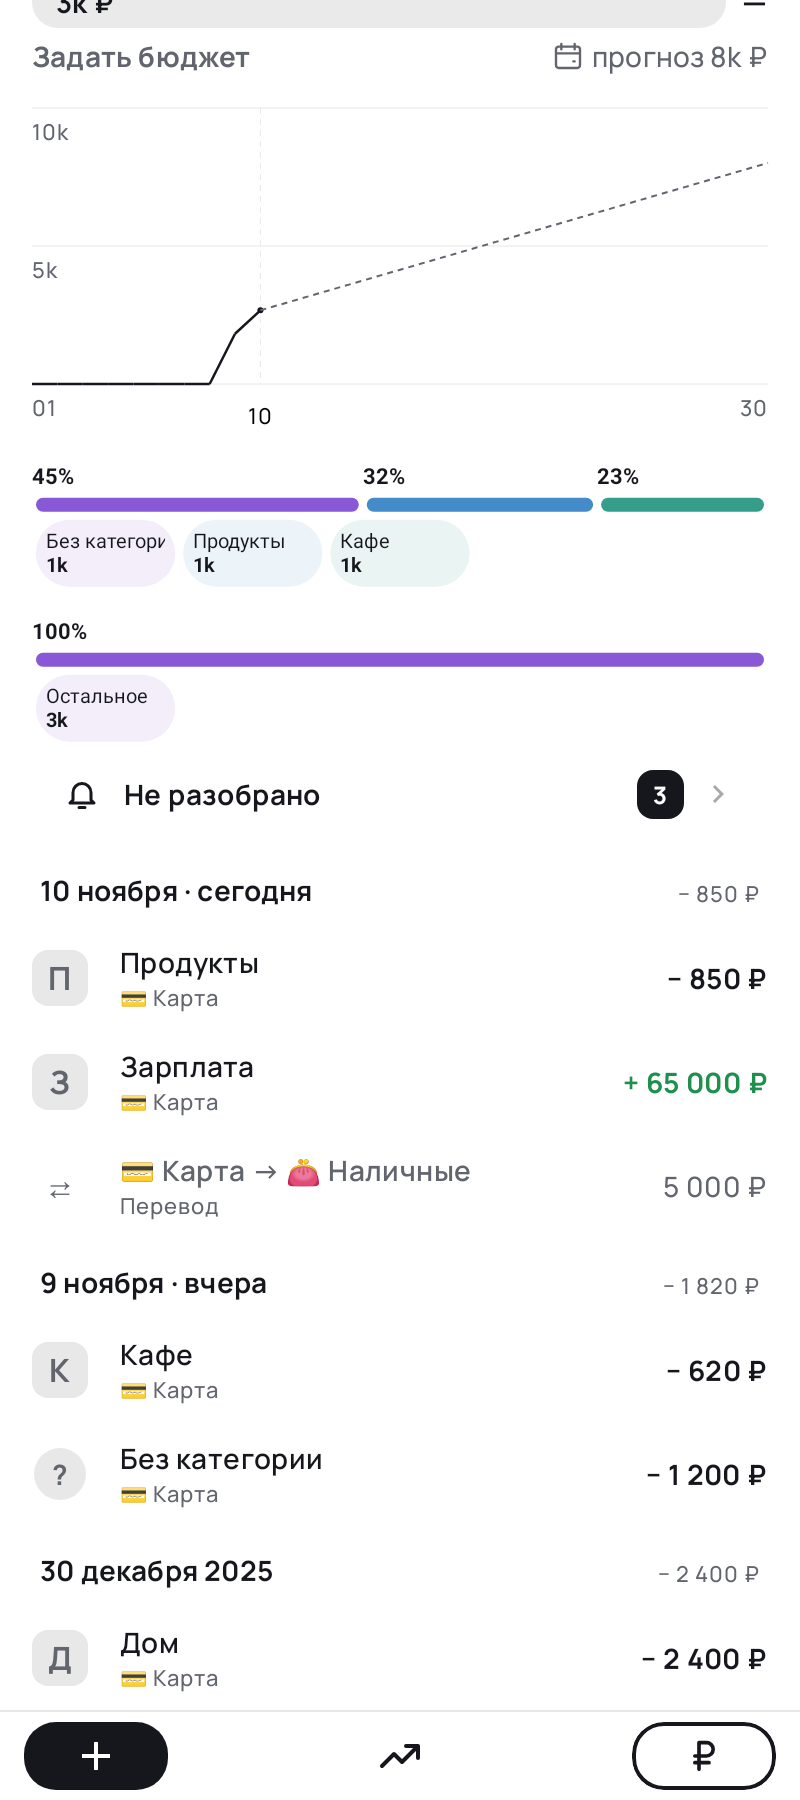 3k ₽
Задать бюджет
прогноз 8k ₽
10k
5k
01
10
30
45%
32%
23%
Без категори
1k
Продукты
1k
Кафе
1k
100%
Остальное
3k
Не разобрано
3
10 ноября · сегодня
− 850 ₽
П
Продукты
Карта
− 850 ₽
З
Зарплата
Карта
+ 65 000 ₽
Карта → Наличные
Перевод
5 000 ₽
9 ноября · вчера
− 1 820 ₽
К
Кафе
Карта
− 620 ₽
?
Без категории
Карта
− 1 200 ₽
30 декабря 2025
− 2 400 ₽
Д
Дом
Карта
− 2 400 ₽
₽